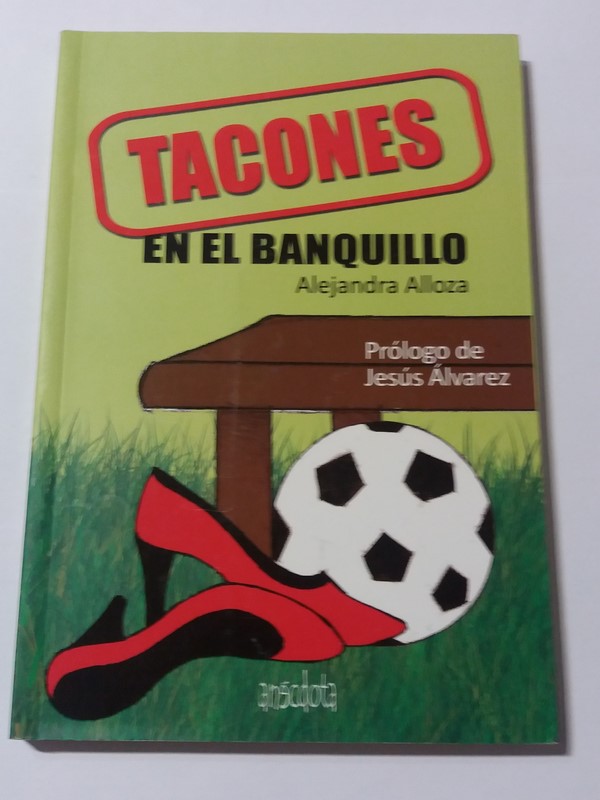 TACONES
EN EL BANQUILLO
Alejandra Alloza
Prólogo de
Jesús Álvarez
anécdota